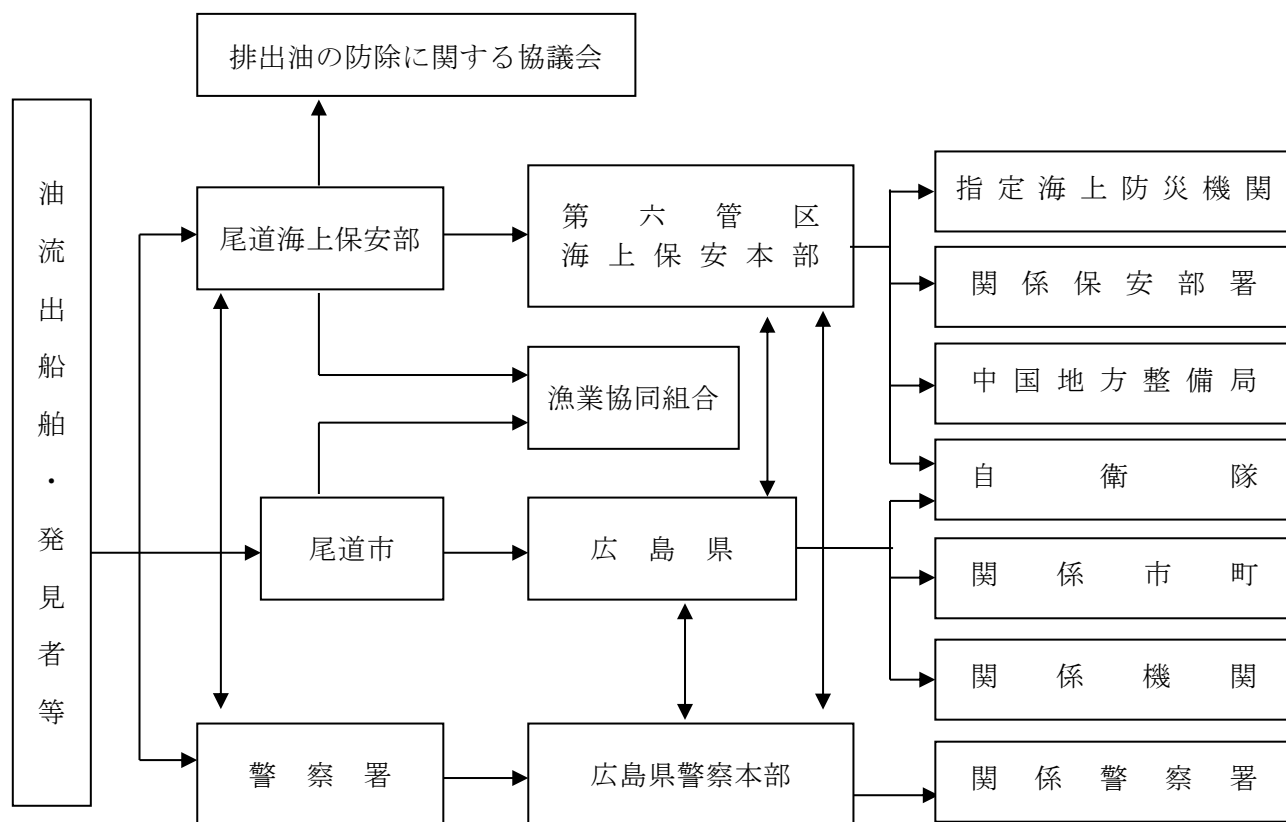 排出油の防除に関する協議会
油流出船舶・発見者等
尾道海上保安部
第六管区
海上保安本部
指定海上防災機関
関係保安部署
中国地方整備局
漁業協同組合
自衛隊
尾道市
広島県
関係市町
関係機関
警察署
広島県警察本部
関係警察署